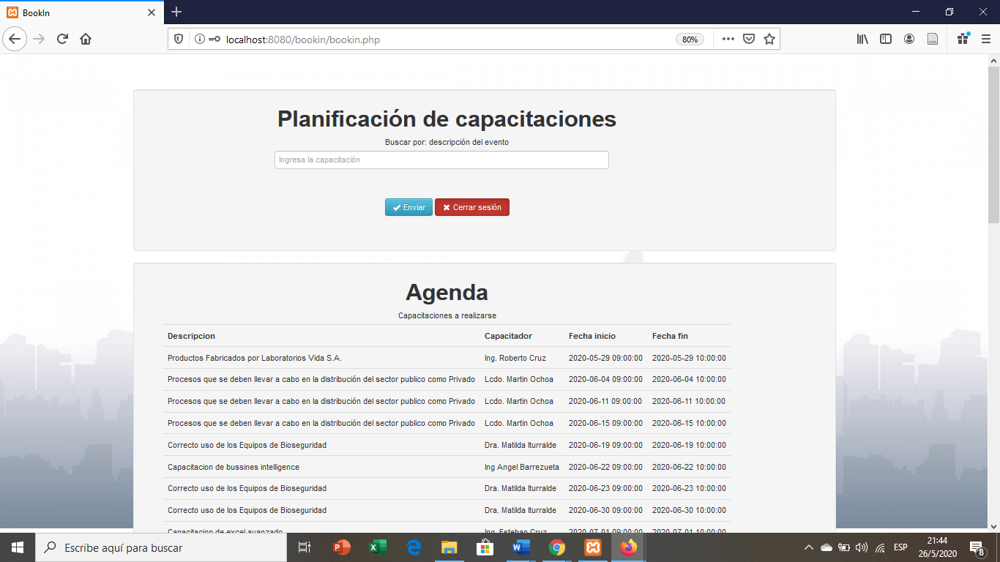 BookIn
localhost:8080/bookin/bookin.php
80%
Planificación de capacitaciones
Buscar por: descripción del evento
Ingresa la capacitación
Enviar Cerrar sesión
Agenda
Capacitaciones a realizarse
Descripcion Capacitador Fecha inicio Fecha fin
Productos Fabricados por Laboratorios Vida S.A. Ing. Roberto Cruz 2020-05-29 09:00:00 2020-05-29 10:00:00
Procesos que se deben llevar a cabo en la distribución del sector publico como Privado Lcdo. Martin Ochoa 2020-06-04 09:00:00 2020-06-04 10:00:00
Procesos que se deben llevar a cabo en la distribución del sector publico como Privado Lcdo. Martin Ochoa 2020-06-11 09:00:00 2020-06-11 10:00:00
Procesos que se deben llevar a cabo en la distribución del sector publico como Privado Lcdo. Martin Ochoa 2020-06-15 09:00:00 2020-06-15 10:00:00
Correcto uso de los Equipos de Bioseguridad Dra. Matilda Iturralde 2020-06-19 09:00:00 2020-06-19 10:00:00
Capacitacion de bussines intelligence Ing Angel Barrezueta 2020-06-22 09:00:00 2020-06-22 10:00:00
Correcto uso de los Equipos de Bioseguridad Dra. Matilda Iturralde 2020-06-23 09:00:00 2020-06-23 10:00:00
Correcto uso de los Equipos de Bioseguridad Dra. Matilda Iturralde 2020-06-30 09:00:00 2020-06-30 10:00:00
Capacitacion de excel avanzado Ing. Esteban Cruz 2020-07-01 09:00:00 2020-07-01 10:00:00
Escribe aquí para buscar
ESP
21:44
26/5/2020
8